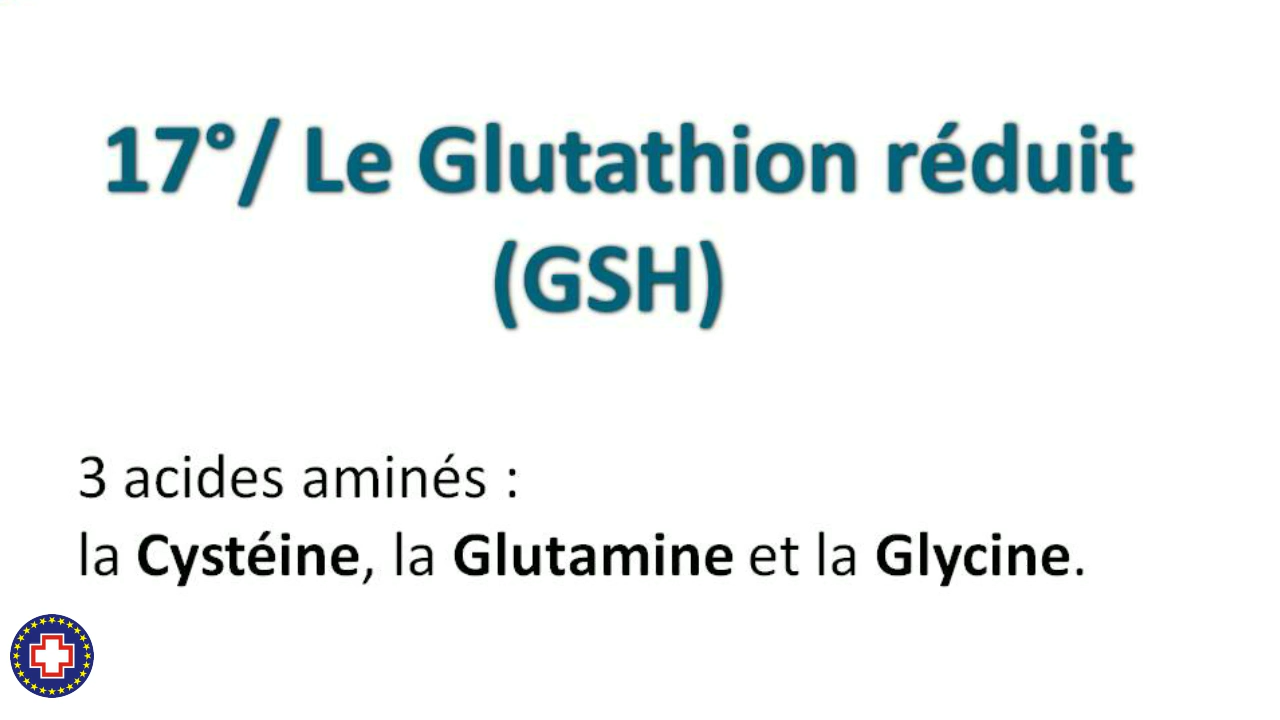 17°/ Le Glutathion réduit
(GSH)
3 acides aminés :
la Cystéine, la Glutamine et la Glycine.